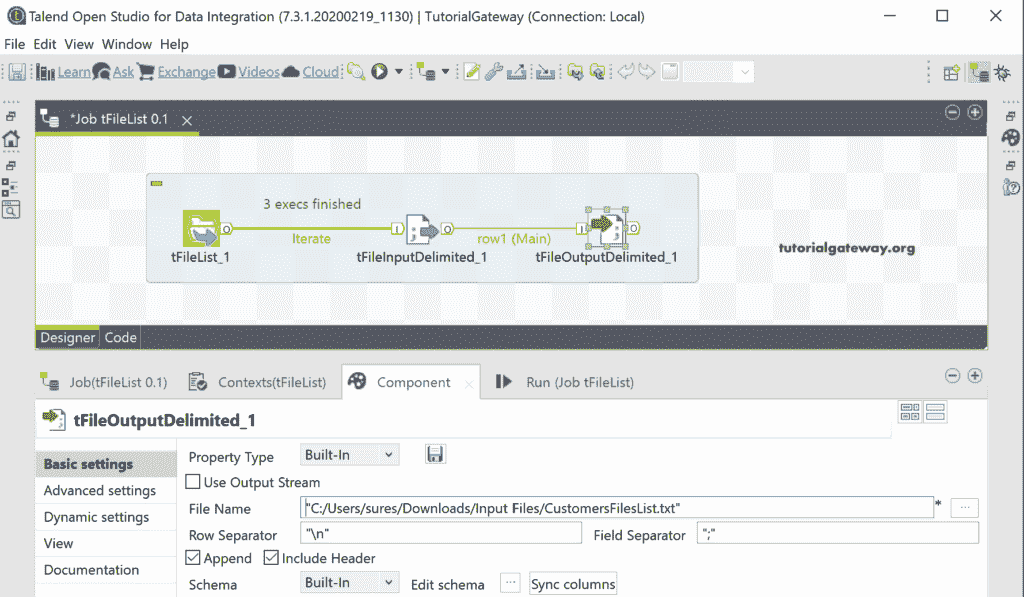 Talend Open Studio for Data Integration (7.3.1.20200219_1130) | TutorialGateway (Connection: Local)
File Edit View Window Help
Learn Ask Exchange Videos Cloud
*Job tFileList 0.1
3 execs finished
Iterate
row1 (Main)
tFileList_1
tFileInputDelimited_1
tFileOutputDelimited_1
tutorialgateway.org
Designer Code
Job(tFileList 0.1) Contexts(tFileList) Component Run (Job tFileList)
tFileOutputDelimited_1
Basic settings
Advanced settings
Dynamic settings
View
Documentation
Property Type Built-In
Use Output Stream
File Name "C:/Users/sures/Downloads/Input Files/CustomersFilesList.txt" * ...
Row Separator "\n" Field Separator ";"
Append Include Header
Schema Built-In Edit schema ... Sync columns